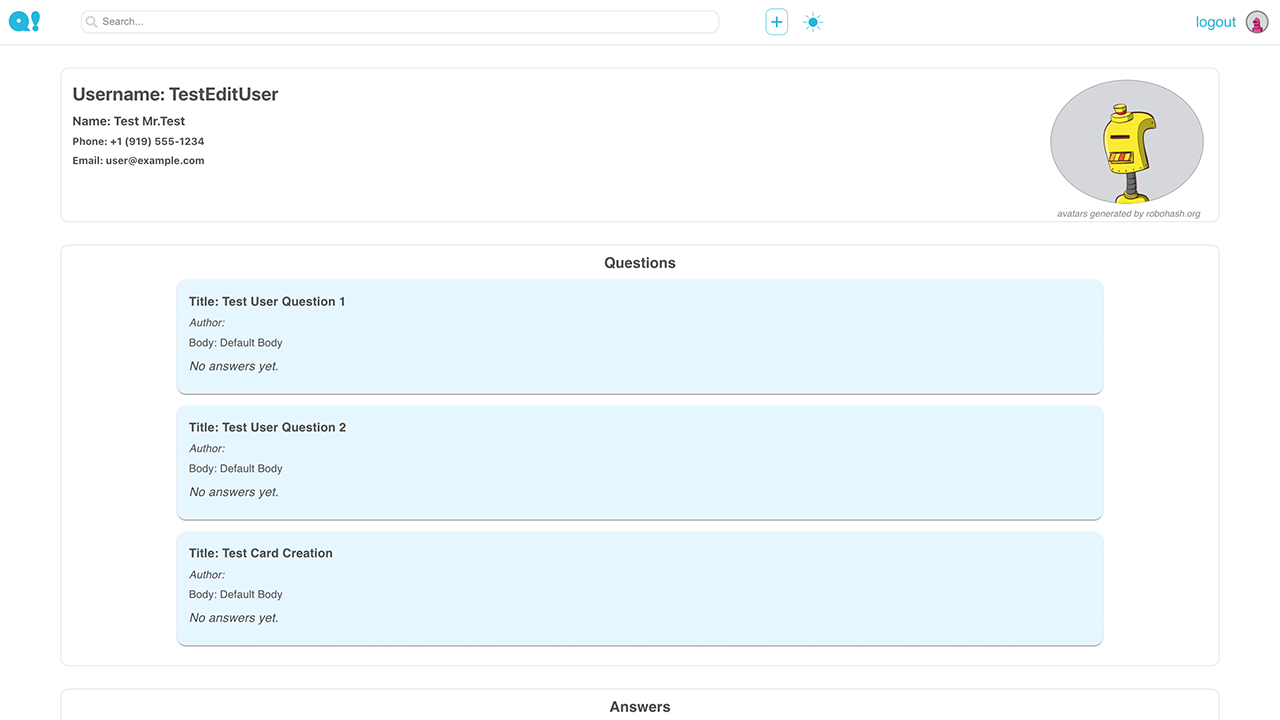 Q!
Search...
logout
Username: TestEditUser
Name: Test Mr.Test
Phone: +1 (919) 555-1234
Email: user@example.com
avatars generated by robohash.org
Questions
Title: Test User Question 1
Author:
Body: Default Body
No answers yet.
Title: Test User Question 2
Author:
Body: Default Body
No answers yet.
Title: Test Card Creation
Author:
Body: Default Body
No answers yet.
Answers